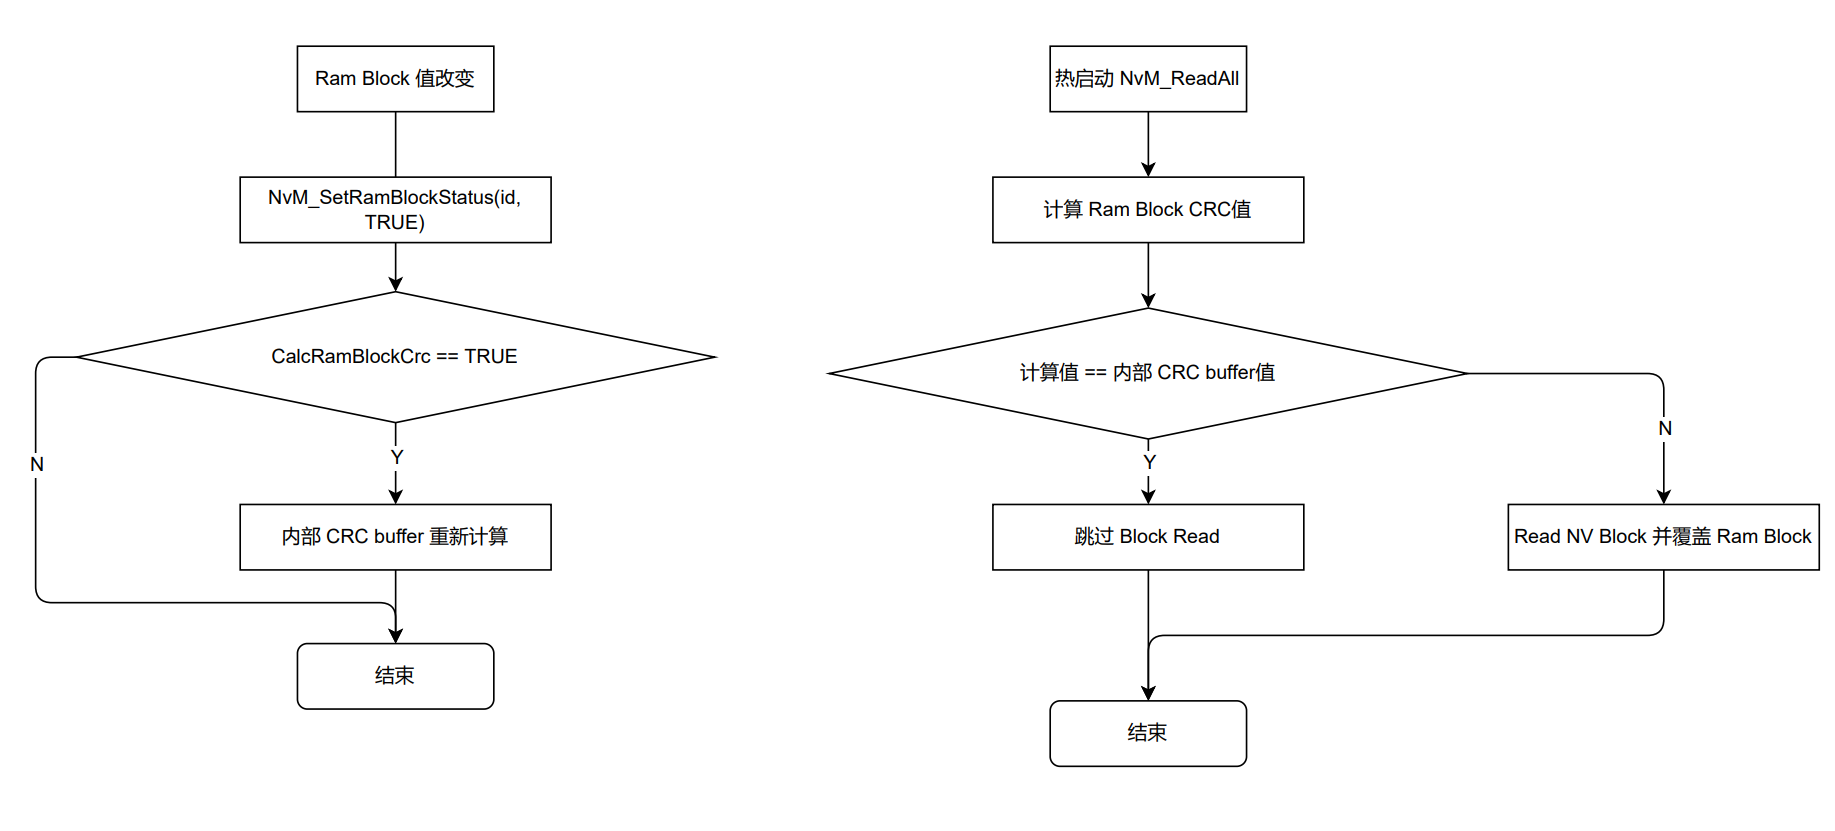 Ram Block 值改变
NvM_SetRamBlockStatus(id,
TRUE)
CalcRamBlockCrc == TRUE
N
Y
内部 CRC buffer 重新计算
结束
热启动 NvM_ReadAll
计算 Ram Block CRC值
计算值 == 内部 CRC buffer值
N
Y
跳过 Block Read
Read NV Block 并覆盖 Ram Block
结束